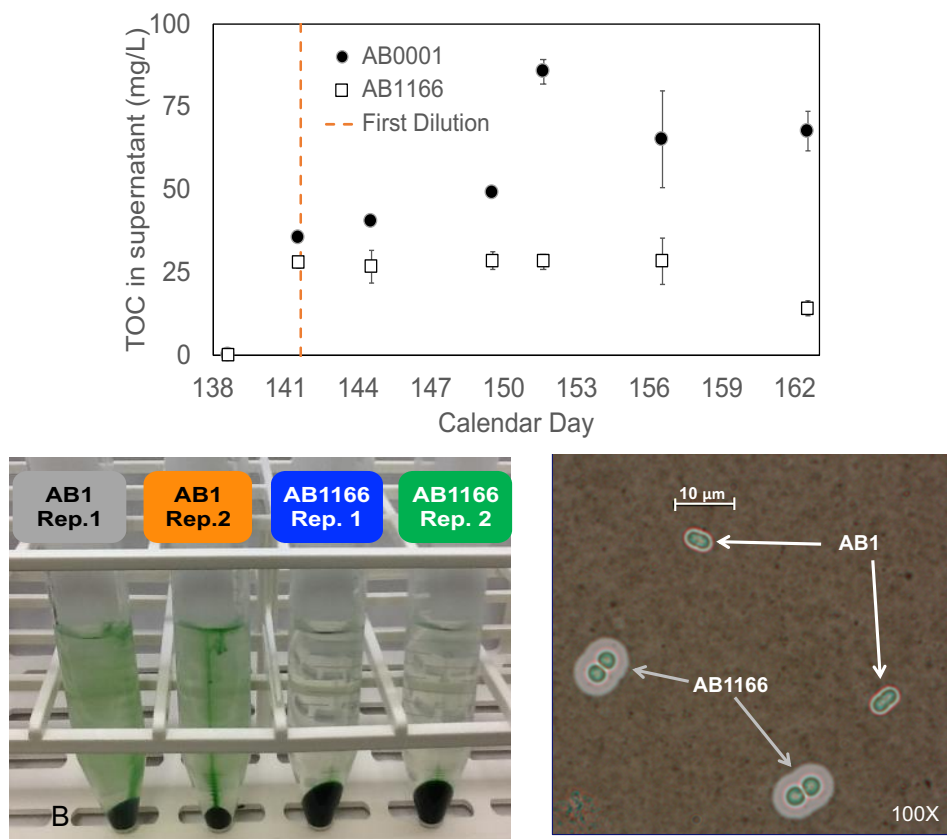 100
75
50
25
0
TOC in supernatant (mg/L)
AB0001
AB1166
First Dilution
138 141 144 147 150 153 156 159 162
Calendar Day
AB1
Rep.1
AB1
Rep.2
AB1166
Rep. 1
AB1166
Rep. 2
B
10 µm
AB1
AB1166
100X